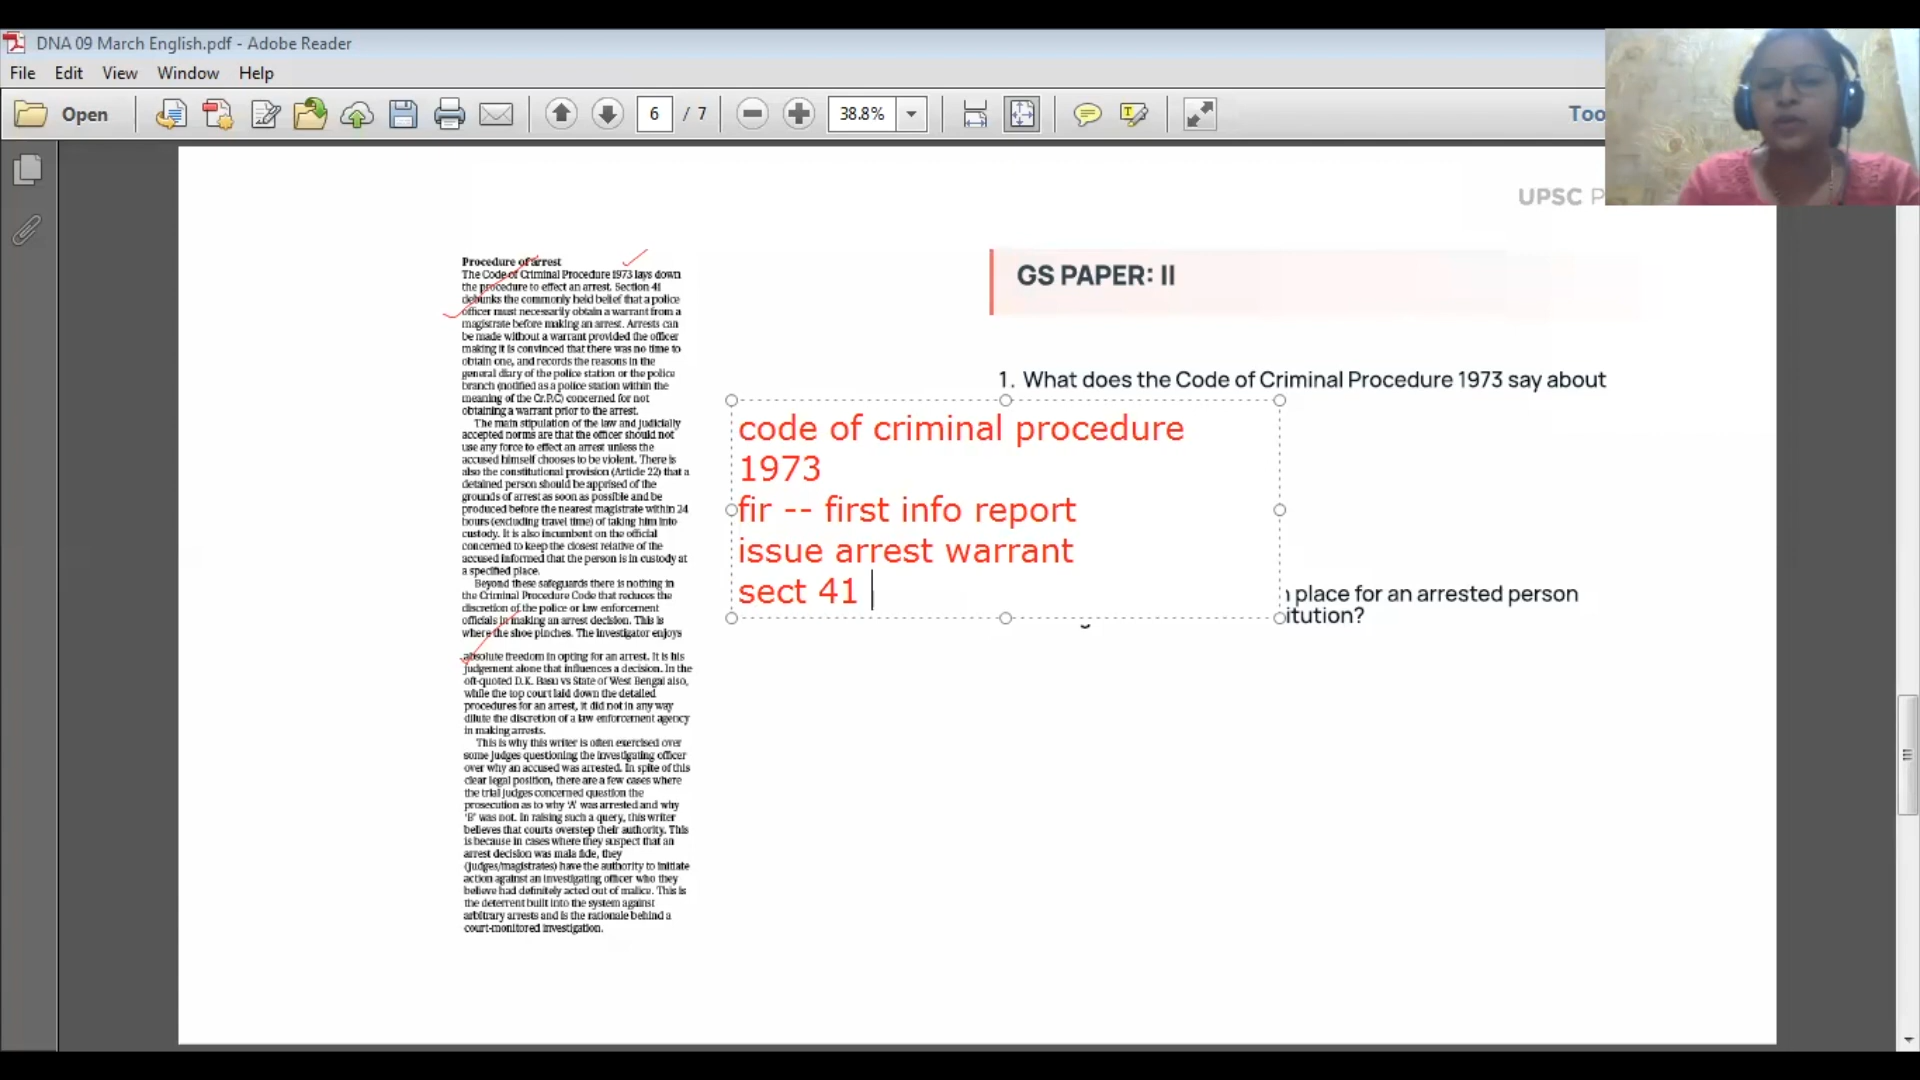 DNA 09 March English.pdf - Adobe Reader
File Edit View Window Help
Open 6 / 7 38.8% Too
UPSC P
Procedure of arrest
The Code of Criminal Procedure 1973 lays down
the procedure to effect an arrest. Section 41
debunks the commonly held belief that a police
officer must necessarily obtain a warrant from a
magistrate before making an arrest. Arrests can
be made without a warrant provided the officer
making it is convinced that there was no time to
obtain one, and records the reasons in the
general diary of the police station or the police
branch (notified as a police station within the
meaning of the Cr.P.C) concerned for not
obtaining a warrant prior to the arrest.
The main stipulation of the law and judicially
accepted norms are that the officer should not
use any force to effect an arrest unless the
accused himself chooses to be violent. There is
also the constitutional provision (Article 22) that a
detained person should be apprised of the
grounds of arrest as soon as possible and be
produced before the nearest magistrate within 24
hours (excluding travel time) of taking him into
custody. It is also incumbent on the official
concerned to keep the closest relative of the
accused informed that the person is in custody at
a specified place.
Beyond these safeguards there is nothing in
the Criminal Procedure Code that reduces the
discretion of the police or law enforcement
officials in making an arrest decision. This is
where the shoe pinches. The investigator enjoys
absolute freedom in opting for an arrest. It is his
judgement alone that influences a decision. In the
oft-quoted D.K. Basu vs State of West Bengal also,
while the top court laid down the detailed
procedures for an arrest, it did not in any way
dilute the discretion of a law enforcement agency
in making arrests.
This is why this writer is often exercised over
some judges questioning the investigating officer
over why an accused was arrested. In spite of this
clear legal position, there are a few cases where
the trial judges concerned question the
prosecution as to why 'A' was arrested and why
'B' was not. In raising such a query, this writer
believes that courts overstep their authority. This
is because in cases where they suspect that an
arrest decision was mala fide, they
(judges/magistrates) have the authority to initiate
action against an investigating officer who they
believe had definitely acted out of malice. This is
the deterrent built into the system against
arbitrary arrests and is the rationale behind a
court-monitored investigation.
GS PAPER: II
1. What does the Code of Criminal Procedure 1973 say about
code of criminal procedure
1973
fir -- first info report
issue arrest warrant
sect 41
place for an arrested person
itution?